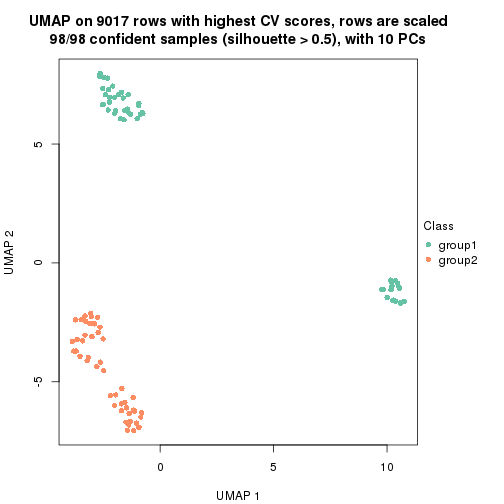 UMAP on 9017 rows with highest CV scores, rows are scaled
98/98 confident samples (silhouette > 0.5), with 10 PCs
5
0
-5
UMAP 2
0
5
10
UMAP 1
Class
group1
group2